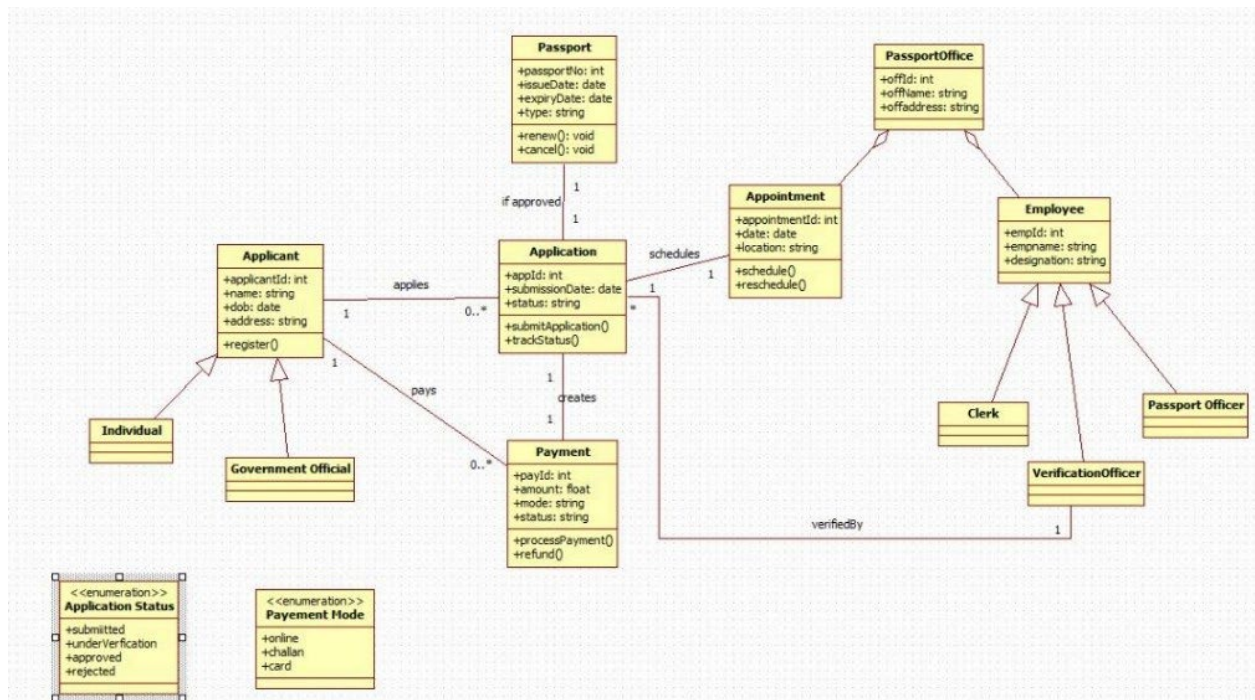 Passport
+passportNo: int
+issueDate: date
+expiryDate: date
+type: string
+renew(): void
+cancel(): void
PassportOffice
+offId: int
+offName: string
+offaddress: string
1
if approved
1
Appointment
+appointmentId: int
+date: date
+location: string
+schedule()
+reschedule()
Employee
+empId: int
+empname: string
+designation: string
Applicant
+applicantId: int
+name: string
+dob: date
+address: string
+register()
applies
1
0..*
Application
+appId: int
+submissionDate: date
+status: string
+submitApplication()
+trackStatus()
schedules
1
1
*
1
pays
0..*
1
creates
1
Individual
Government Official
Payment
+payId: int
+amount: float
+mode: string
+status: string
+processPayment()
+refund()
Clerk
Passport Officer
VerificationOfficer
verifiedBy
1
<<enumeration>>
Application Status
+submitted
+underVerfication
+approved
+rejected
<<enumeration>>
Payement Mode
+online
+challan
+card